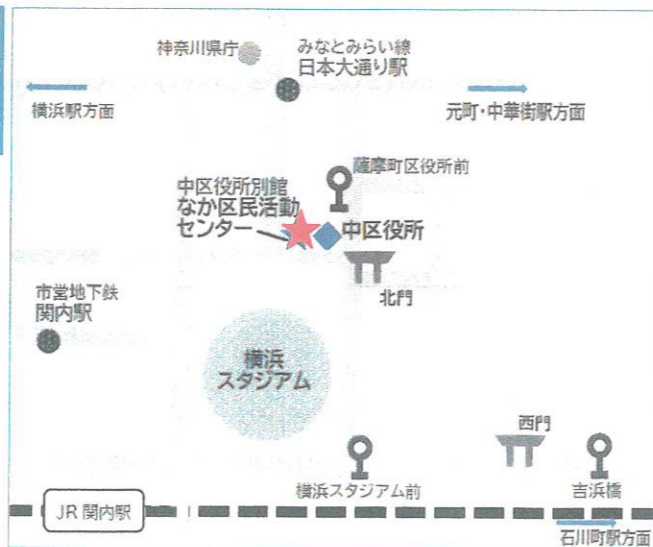 神奈川県庁
みなとみらい線
日本大通り駅
横浜駅方面
元町・中華街駅方面
薩摩町区役所前
中区役所別館
なか区民活動
センター
中区役所
北門
市営地下鉄
関内駅
横浜
スタジアム
西門
横浜スタジアム前
吉浜橋
JR 関内駅
石川町駅方面